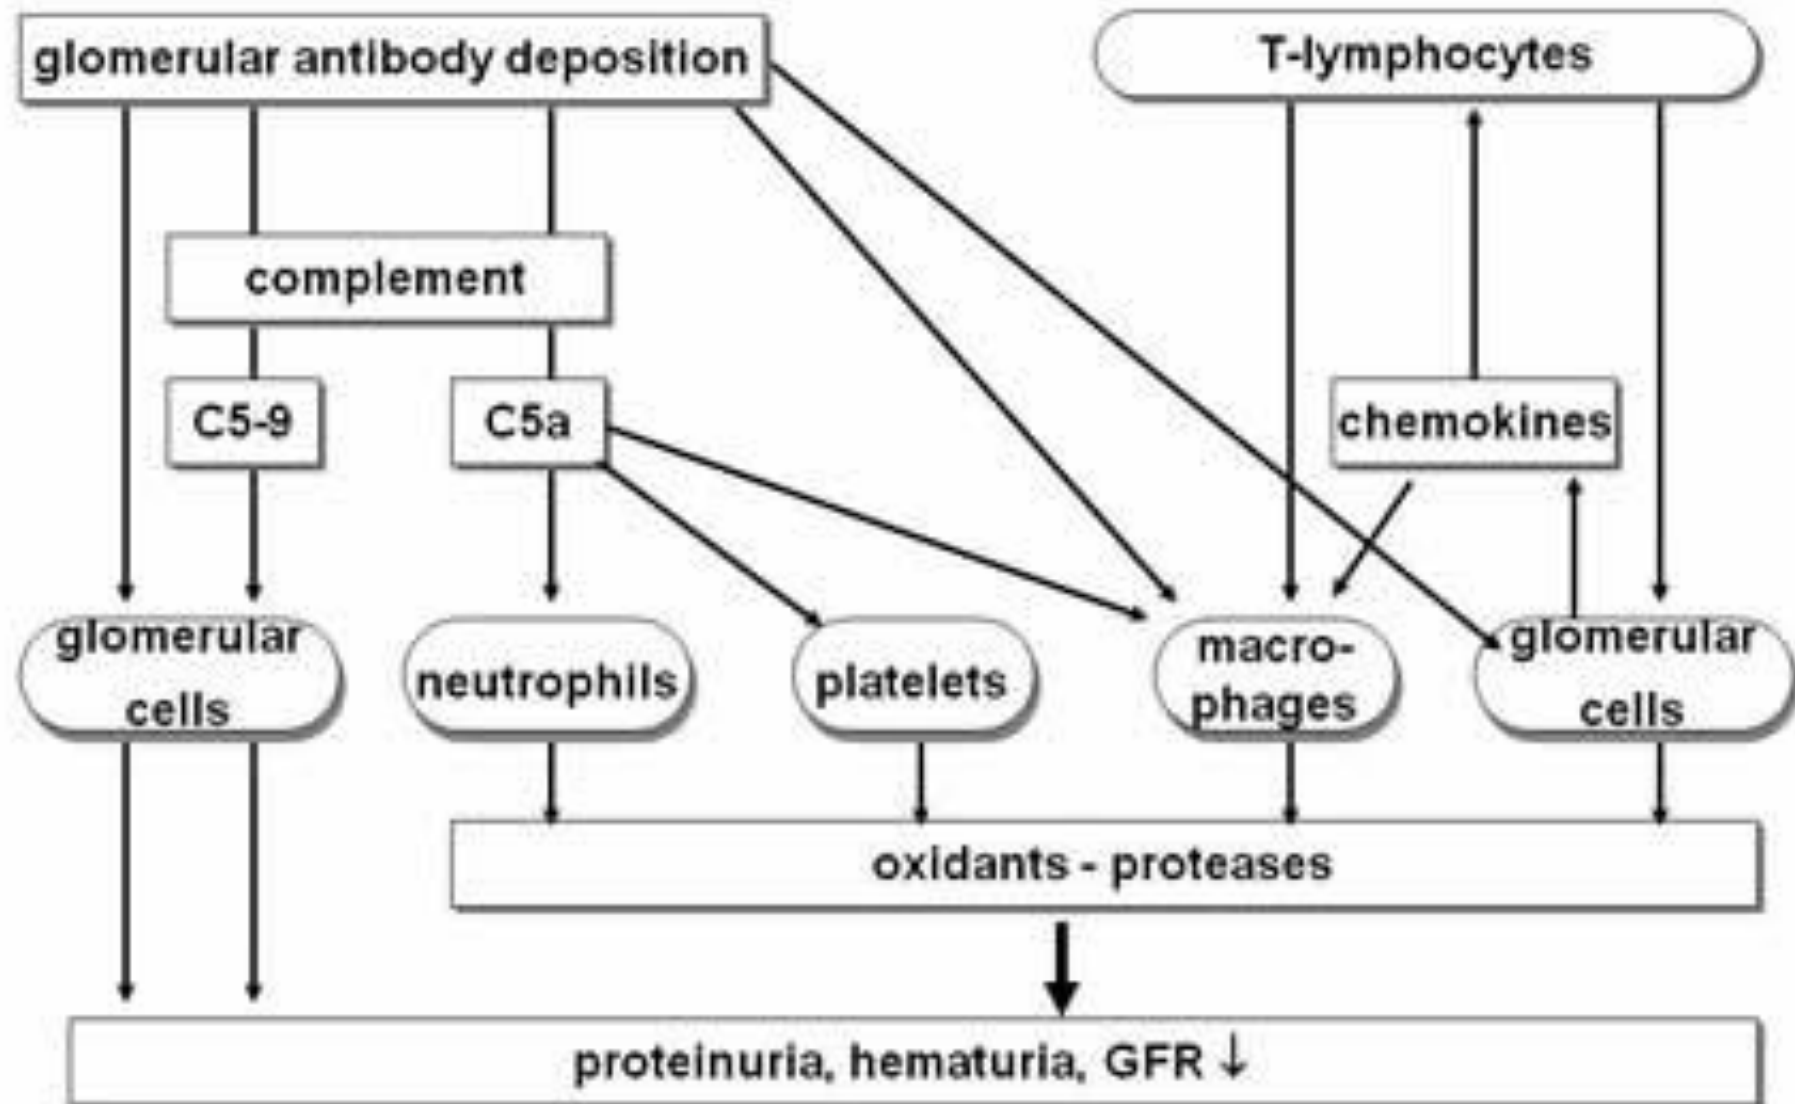 glomerular antibody deposition
T-lymphocytes
complement
C5-9
C5a
chemokines
glomerular
cells
neutrophils
platelets
macro-
phages
glomerular
cells
oxidants - proteases
proteinuria, hematuria, GFR ↓